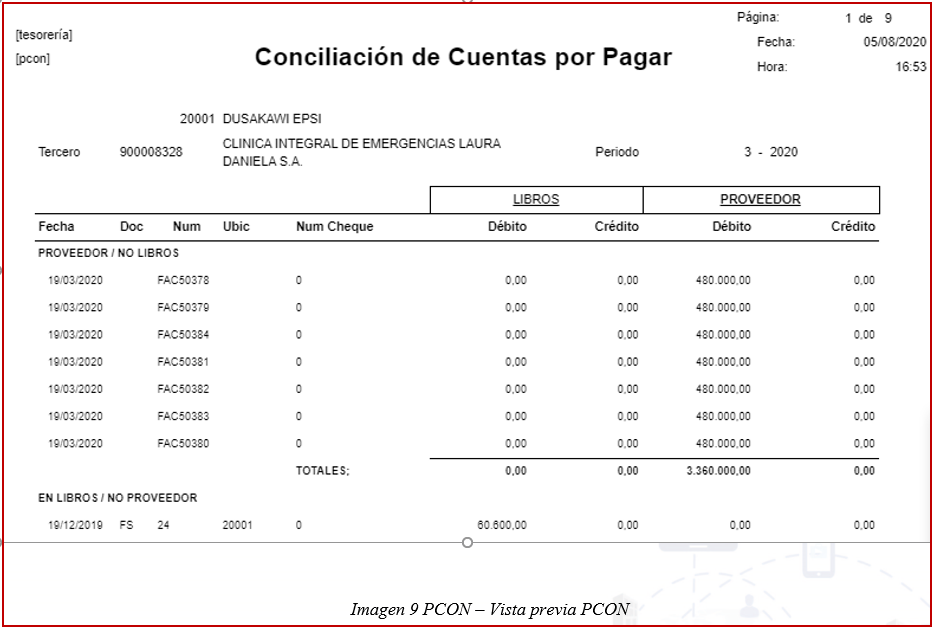 Página: 1 de 9
[tesorería]
Fecha: 05/08/2020
[pcon]
Conciliación de Cuentas por Pagar
Hora: 16:53
20001 DUSAKAWI EPSI
Tercero 900008328 CLINICA INTEGRAL DE EMERGENCIAS LAURA DANIELA S.A. Periodo 3 - 2020
LIBROS PROVEEDOR
Fecha Doc Num Ubic Num Cheque Débito Crédito Débito Crédito
PROVEEDOR / NO LIBROS
19/03/2020 FAC50378 0 0,00 0,00 480.000,00 0,00
19/03/2020 FAC50379 0 0,00 0,00 480.000,00 0,00
19/03/2020 FAC50384 0 0,00 0,00 480.000,00 0,00
19/03/2020 FAC50381 0 0,00 0,00 480.000,00 0,00
19/03/2020 FAC50382 0 0,00 0,00 480.000,00 0,00
19/03/2020 FAC50383 0 0,00 0,00 480.000,00 0,00
19/03/2020 FAC50380 0 0,00 0,00 480.000,00 0,00
TOTALES; 0,00 0,00 3.360.000,00 0,00
EN LIBROS / NO PROVEEDOR
19/12/2019 FS 24 20001 0 60.600,00 0,00 0,00 0,00
Imagen 9 PCON – Vista previa PCON